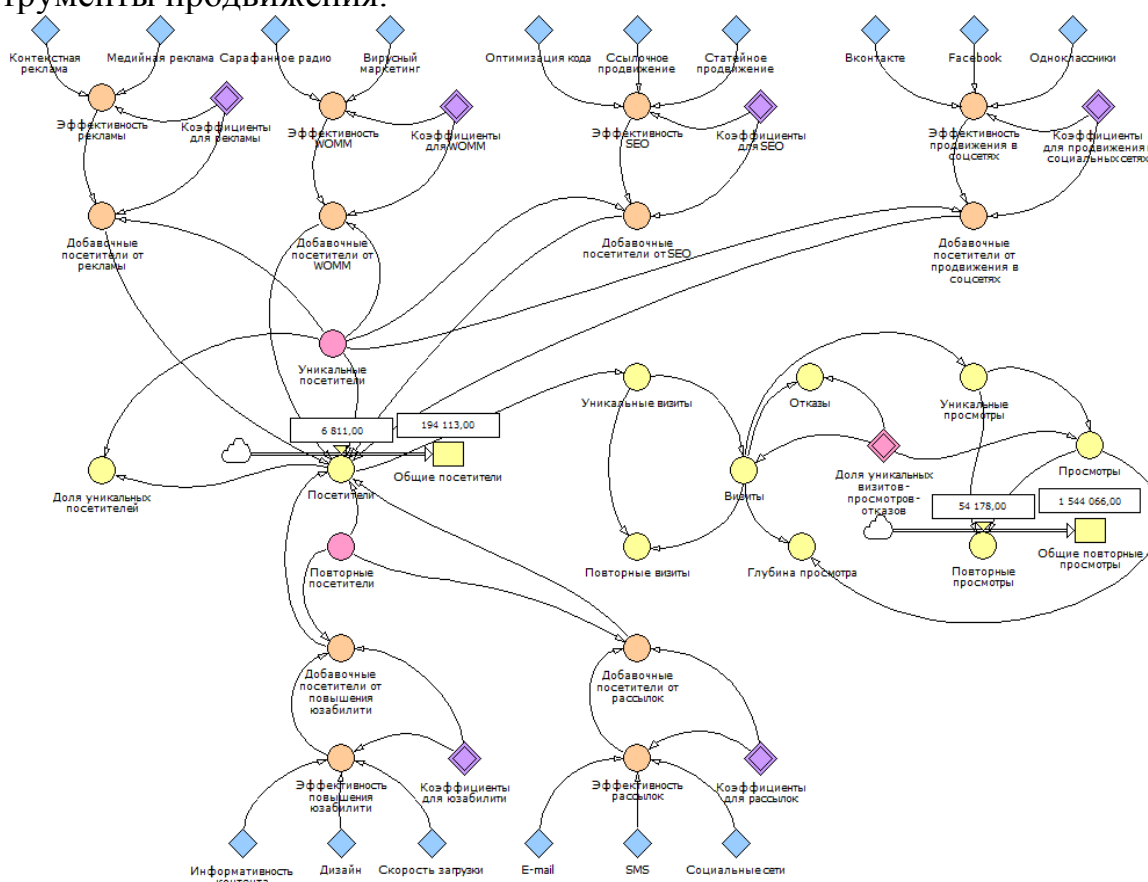 трументы продвижения.
Контекстная
реклама
Медийная реклама
Сарафанное радио
Вирусный
маркетинг
Оптимизация кода
Ссылочное
продвижение
Статейное
продвижение
Вконтакте
Facebook
Одноклассники
Эффективность
рекламы
Коэффициенты
для рекламы
Эффективность
WOMM
Коэффициенты
для WOMM
Эффективность
SEO
Коэффициенты
для SEO
Эффективность
продвижения в
соцсетях
Коэффициенты
для продвижения в
социальных сетях
Добавочные
посетители от
рекламы
Добавочные
посетители от
WOMM
Добавочные
посетители от SEO
Добавочные
посетители от
продвижения в
соцсетях
Уникальные
посетители
Уникальные визиты
Отказы
Уникальные
просмотры
6 811,00
194 113,00
Доля уникальных
посетителей
Посетители
Общие посетители
Визиты
Доля уникальных
визитов-
просмотров-
отказов
Просмотры
54 178,00
1 544 066,00
Повторные
посетители
Повторные визиты
Глубина просмотра
Повторные
просмотры
Общие повторные
просмотры
Добавочные
посетители от
повышения
юзабилити
Добавочные
посетители от
рассылок
Эффективность
повышения
юзабилити
Коэффициенты
для юзабилити
Эффективность
рассылок
Коэффициенты
для рассылок
Информативность
контента
Дизайн
Скорость загрузки
E-mail
SMS
Социальные сети